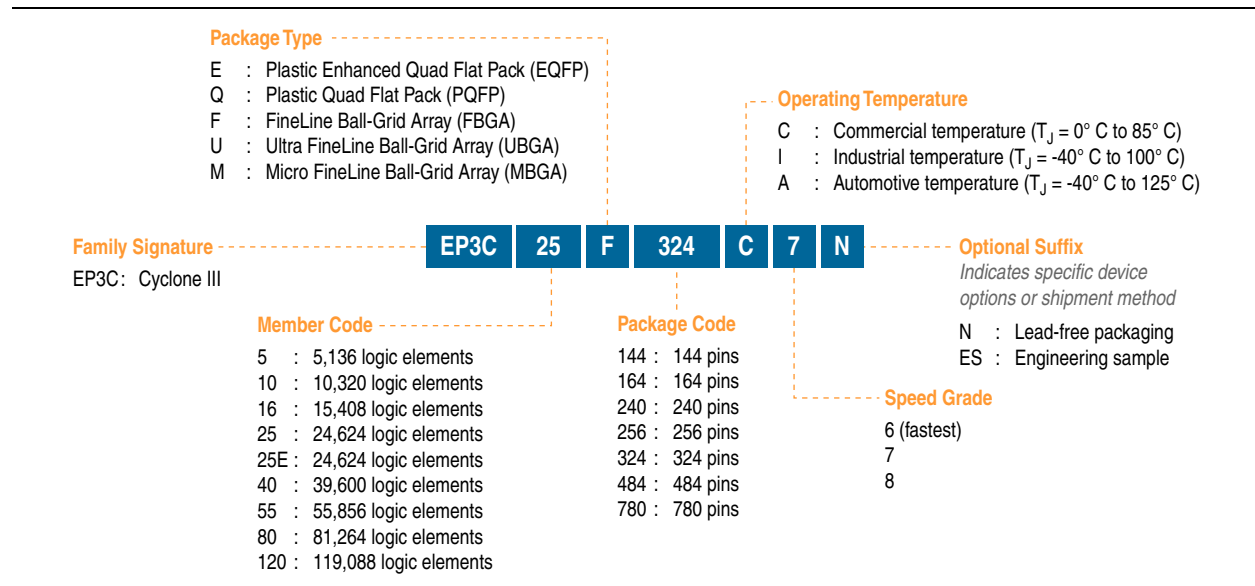 Package Type
E : Plastic Enhanced Quad Flat Pack (EQFP)
Q : Plastic Quad Flat Pack (PQFP)
F : FineLine Ball-Grid Array (FBGA)
U : Ultra FineLine Ball-Grid Array (UBGA)
M : Micro FineLine Ball-Grid Array (MBGA)
Operating Temperature
C : Commercial temperature (TJ = 0° C to 85° C)
I : Industrial temperature (TJ = -40° C to 100° C)
A : Automotive temperature (TJ = -40° C to 125° C)
Family Signature
EP3C : Cyclone III
EP3C 25 F 324 C 7 N
Optional Suffix
Indicates specific device
options or shipment method
N : Lead-free packaging
ES : Engineering sample
Member Code
5 : 5,136 logic elements
10 : 10,320 logic elements
16 : 15,408 logic elements
25 : 24,624 logic elements
25E : 24,624 logic elements
40 : 39,600 logic elements
55 : 55,856 logic elements
80 : 81,264 logic elements
120 : 119,088 logic elements
Package Code
144 : 144 pins
164 : 164 pins
240 : 240 pins
256 : 256 pins
324 : 324 pins
484 : 484 pins
780 : 780 pins
Speed Grade
6 (fastest)
7
8